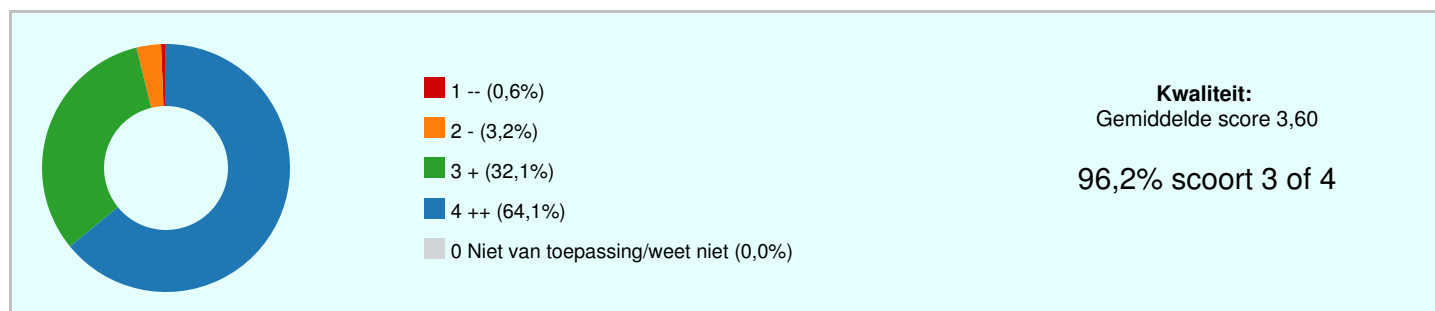 1 -- (0,6%)
2 - (3,2%)
3 + (32,1%)
4 ++ (64,1%)
0 Niet van toepassing/weet niet (0,0%)
Kwaliteit:
Gemiddelde score 3,60
96,2% scoort 3 of 4